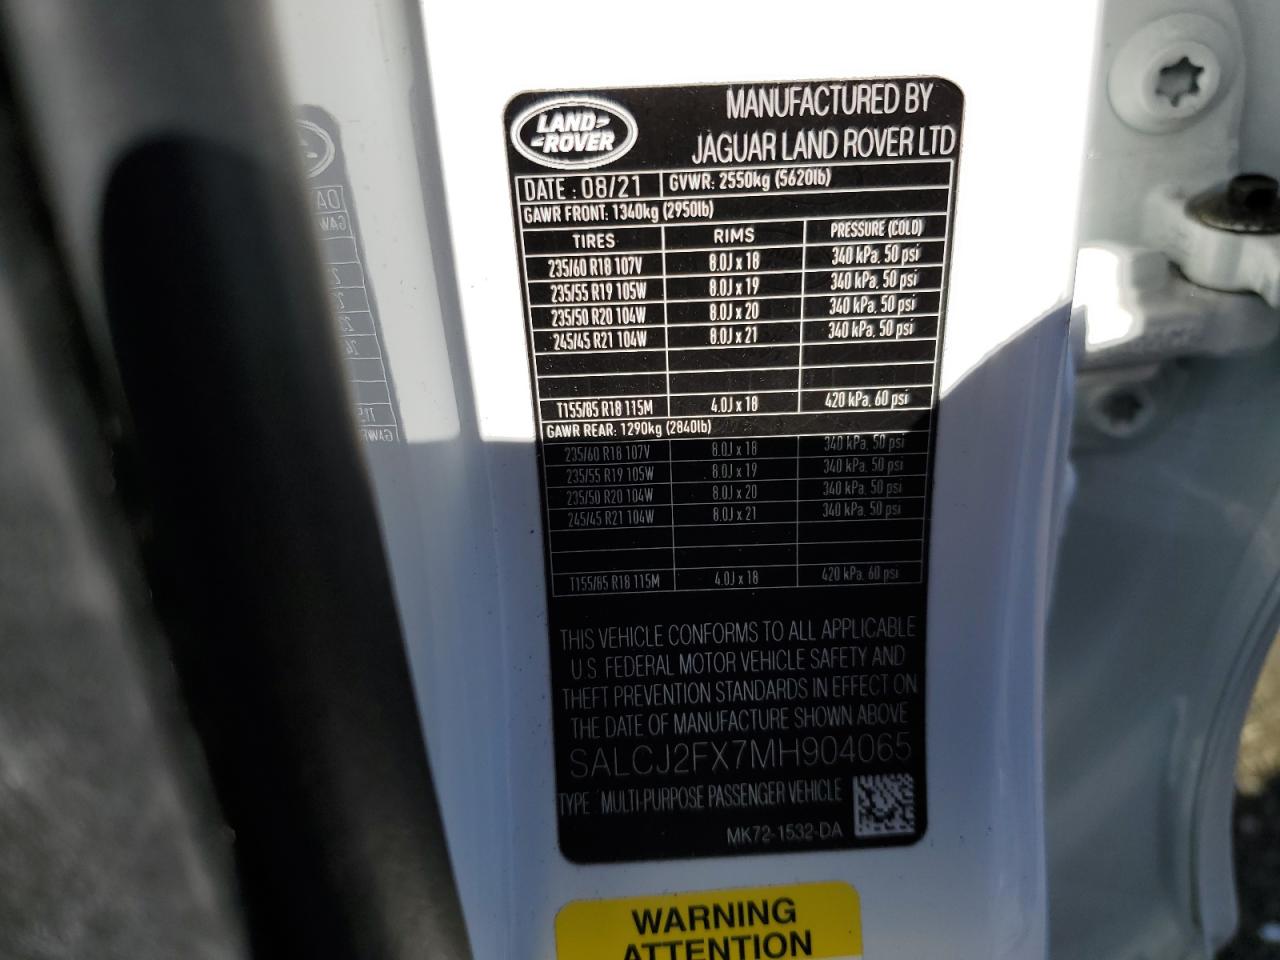 LAND
ROVER
MANUFACTURED BY
JAGUAR LAND ROVER LTD
DATE : 08/21 GVWR: 2550kg (5620lb)
GAWR FRONT: 1340kg (2950lb)
TIRES RIMS PRESSURE (COLD)
235/60 R18 107V 8.0J x 18 340 kPa, 50 psi
235/55 R19 105W 8.0J x 19 340 kPa, 50 psi
235/50 R20 104W 8.0J x 20 340 kPa, 50 psi
245/45 R21 104W 8.0J x 21 340 kPa, 50 psi
T155/85 R18 115M 4.0J x 18 420 kPa, 60 psi
GAWR REAR: 1290kg (2840lb)
235/60 R18 107V 8.0J x 18 340 kPa, 50 psi
235/55 R19 105W 8.0J x 19 340 kPa, 50 psi
235/50 R20 104W 8.0J x 20 340 kPa, 50 psi
245/45 R21 104W 8.0J x 21 340 kPa, 50 psi
T155/85 R18 115M 4.0J x 18 420 kPa, 60 psi
THIS VEHICLE CONFORMS TO ALL APPLICABLE
U.S. FEDERAL MOTOR VEHICLE SAFETY AND
THEFT PREVENTION STANDARDS IN EFFECT ON
THE DATE OF MANUFACTURE SHOWN ABOVE
SALCJ2FX7MH904065
TYPE : MULTI-PURPOSE PASSENGER VEHICLE
MK72-1532-DA
WARNING
ATTENTION